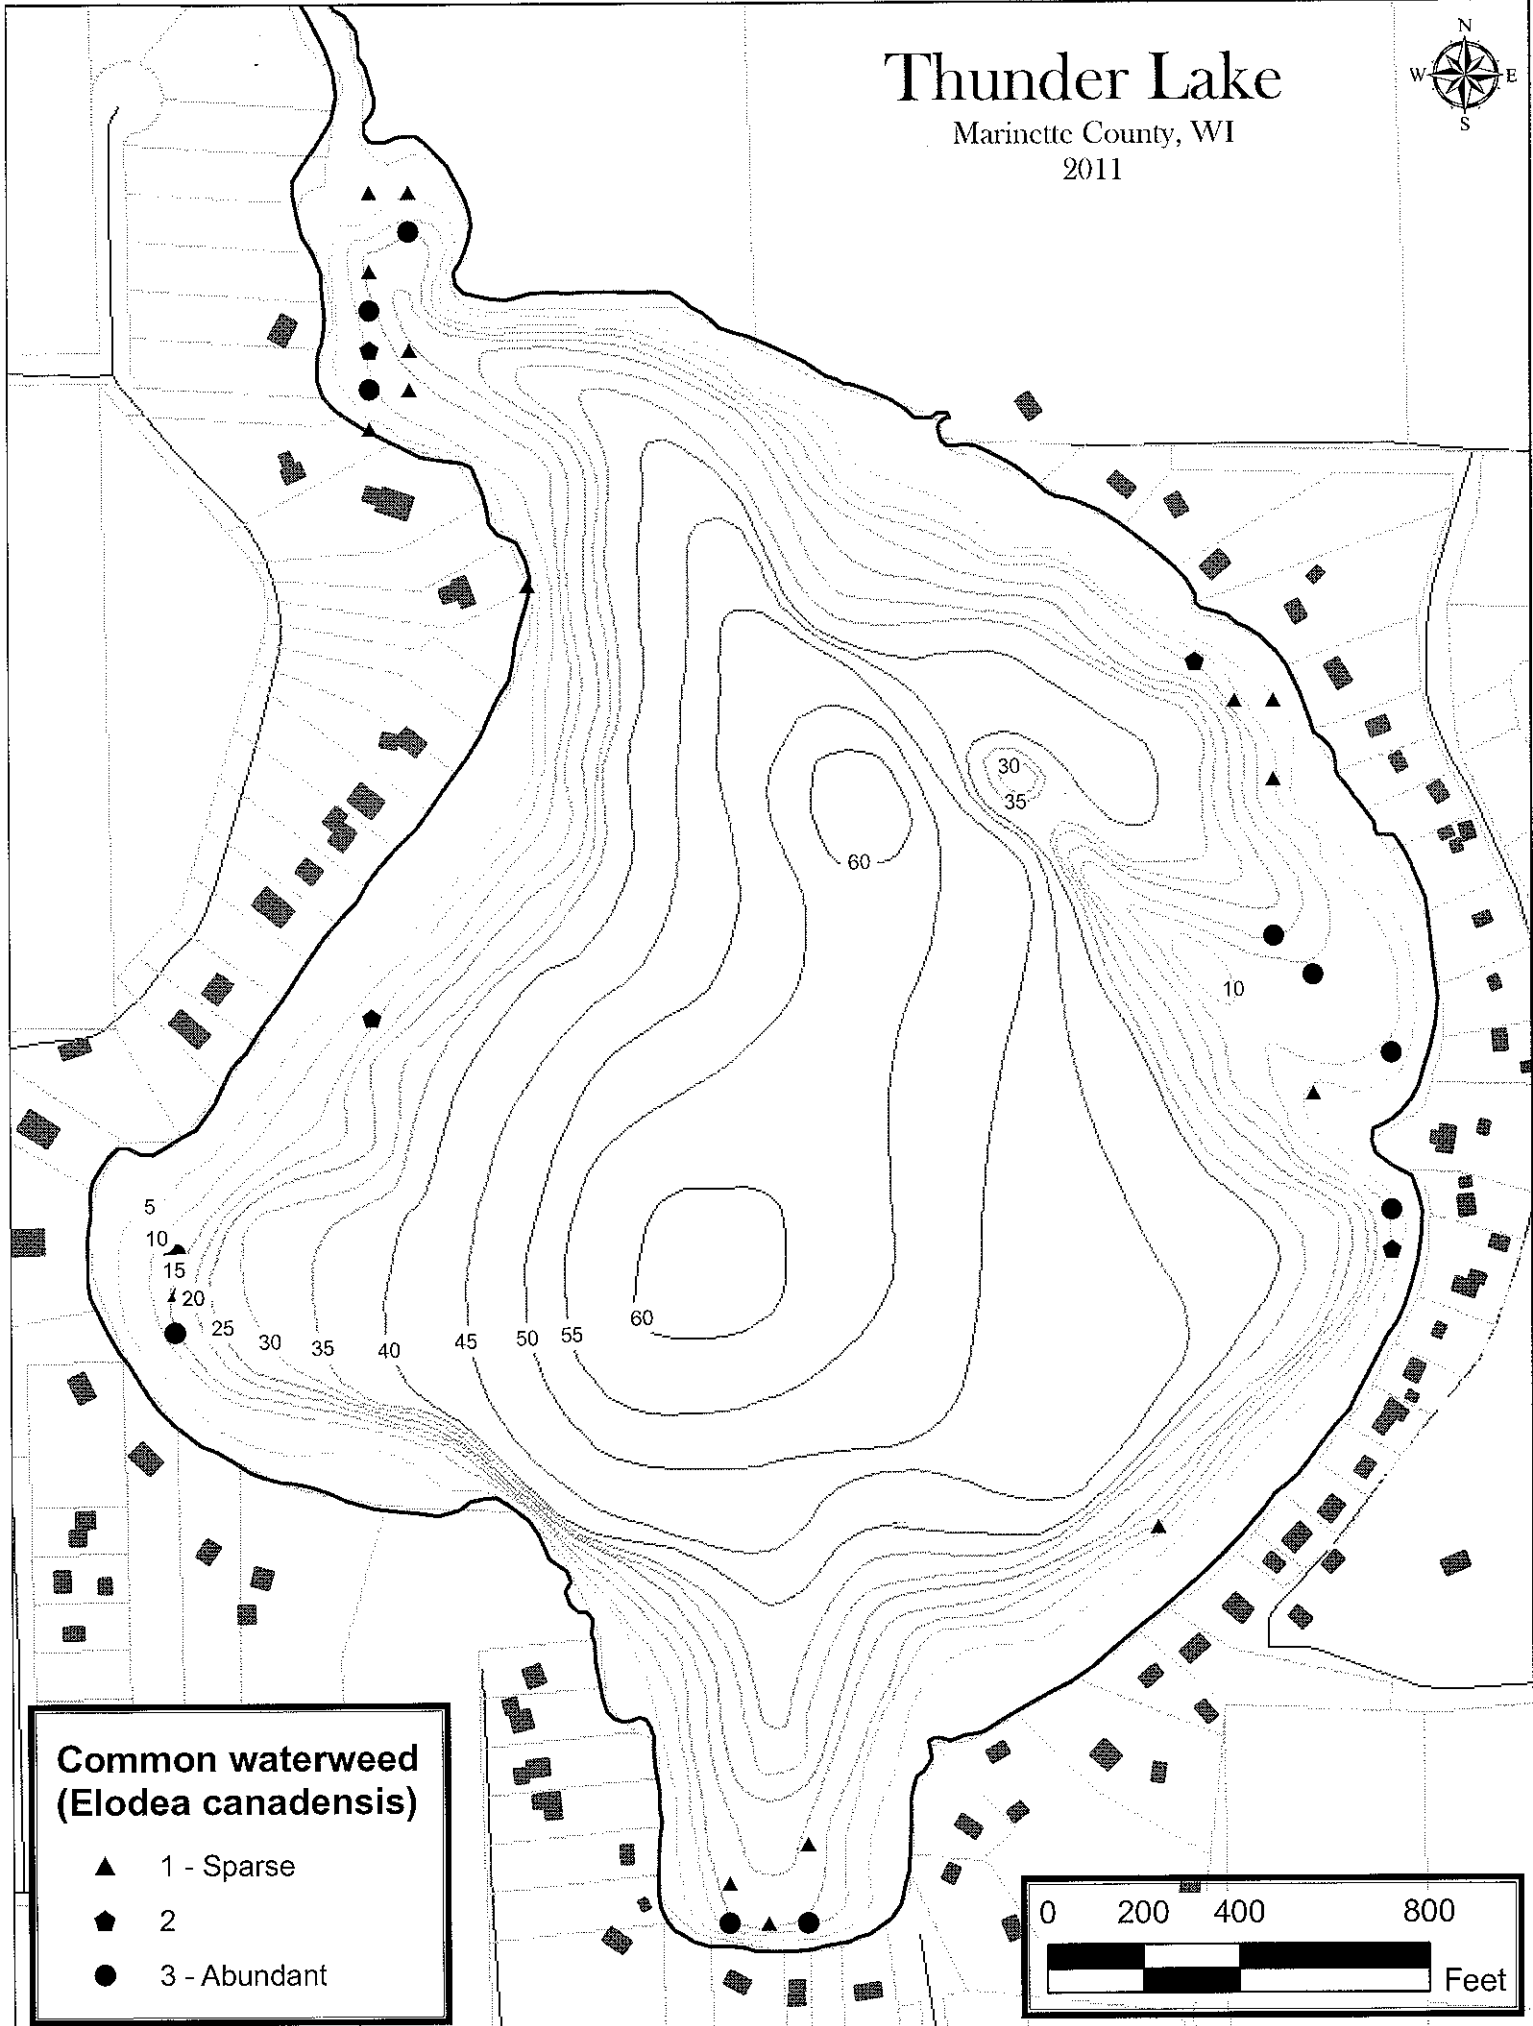 Thunder Lake
Marinette County, WI
2011
N
W E
S
30
35
60
10
5
10
15
20
25
30
35
40
45
50
55
60
Common waterweed
(Elodea canadensis)
1 - Sparse
2
3 - Abundant
0 200 400 800
Feet